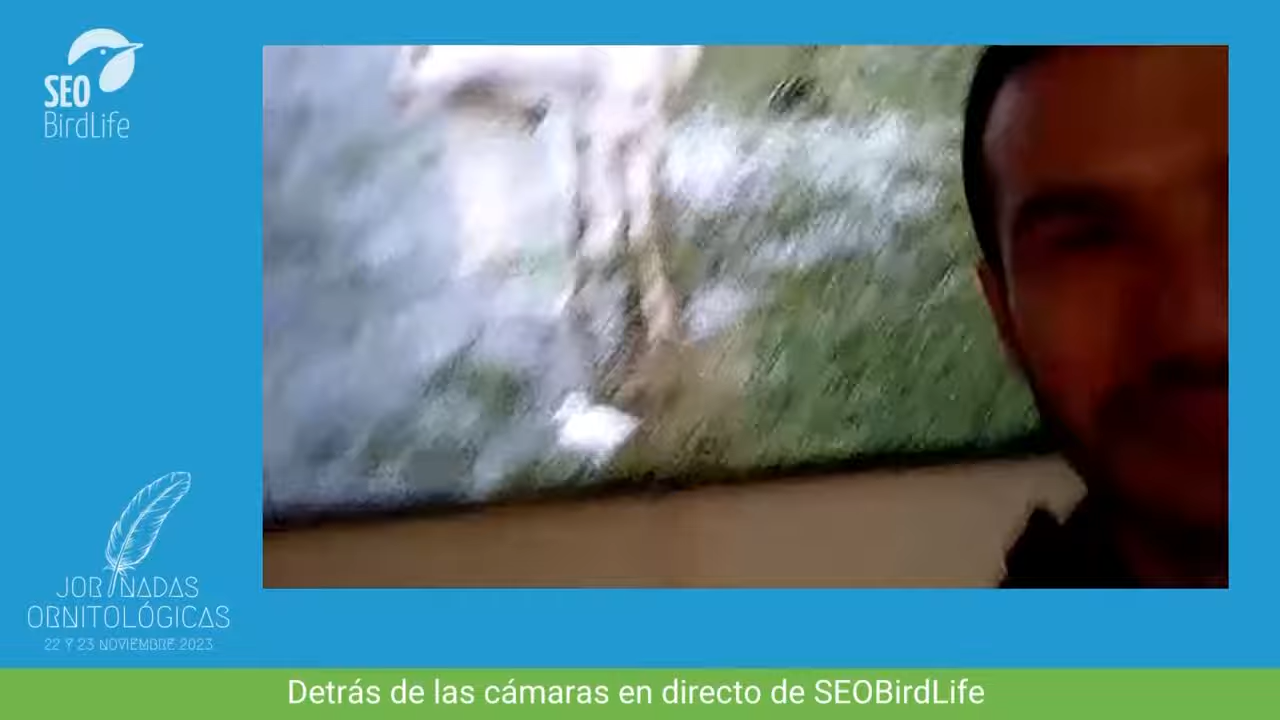 SEO
BirdLife
JORNADAS
ORNITOLÓGICAS
22 Y 23 NOVIEMBRE 2023
Detrás de las cámaras en directo de SEOBirdLife